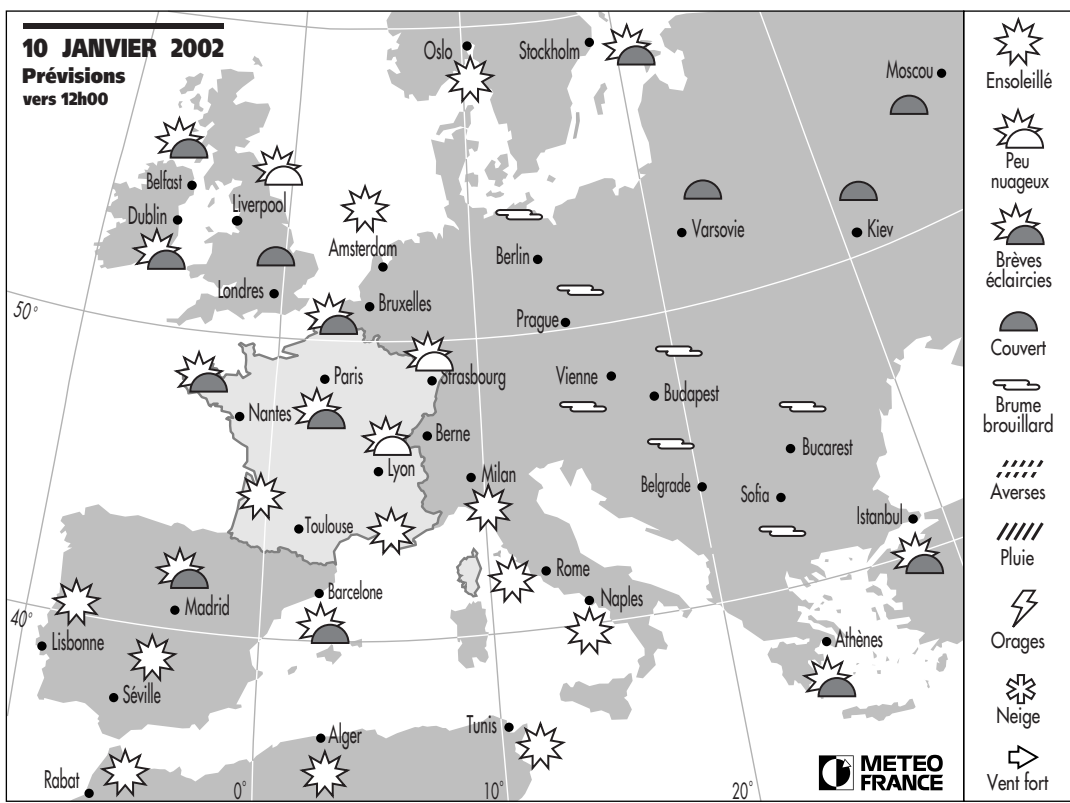 10 JANVIER 2002
Prévisions
vers 12h00
Oslo
Stockholm
Moscou
Belfast
Dublin
Liverpool
Amsterdam
Berlin
Varsovie
Kiev
Londres
Bruxelles
50°
Prague
Paris
Strasbourg
Vienne
Budapest
Nantes
Berne
Bucarest
Lyon
Milan
Belgrade
Sofia
Istanbul
Toulouse
Rome
Barcelone
Naples
Madrid
40°
Lisbonne
Athènes
Séville
Tunis
Alger
Rabat
0°
10°
20°
METEO
FRANCE
Ensoleillé
Peu
nuageux
Brèves
éclaircies
Couvert
Brume
brouillard
Averses
Pluie
Orages
Neige
Vent fort